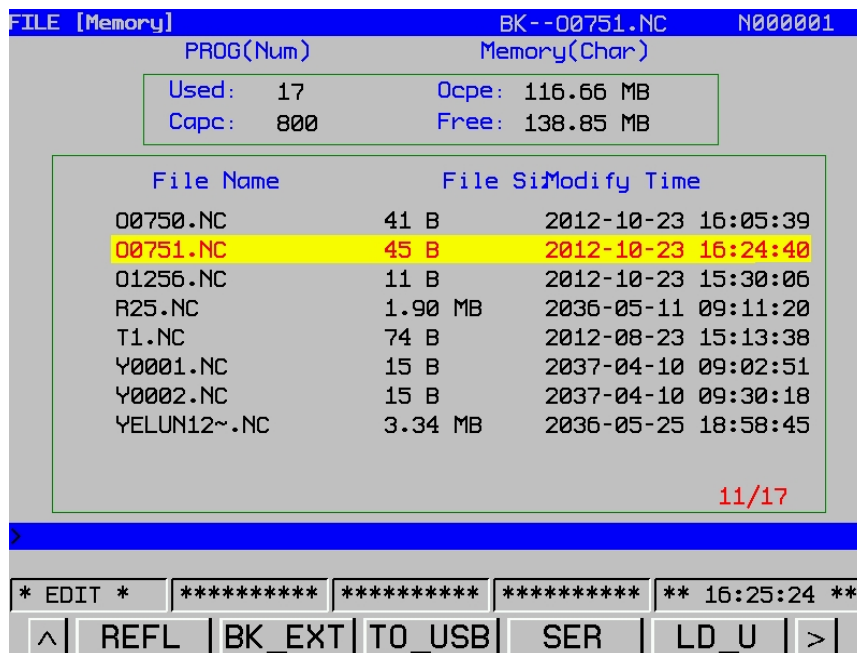 FILE [Memory] BK--O0751.NC N000001
PROG(Num) Memory(Char)
Used: 17 Ocpe: 116.66 MB
Capc: 800 Free: 138.85 MB
File Name File SizModify Time
O0750.NC 41 B 2012-10-23 16:05:39
O0751.NC 45 B 2012-10-23 16:24:40
O1256.NC 11 B 2012-10-23 15:30:06
R25.NC 1.90 MB 2036-05-11 09:11:20
T1.NC 74 B 2012-08-23 15:13:38
Y0001.NC 15 B 2037-04-10 09:02:51
Y0002.NC 15 B 2037-04-10 09:30:18
YELUN12~.NC 3.34 MB 2036-05-25 18:58:45
11/17
>
* EDIT * ********** ********** ********** ** 16:25:24 **
^ REFL BK_EXT TO_USB SER LD_U >